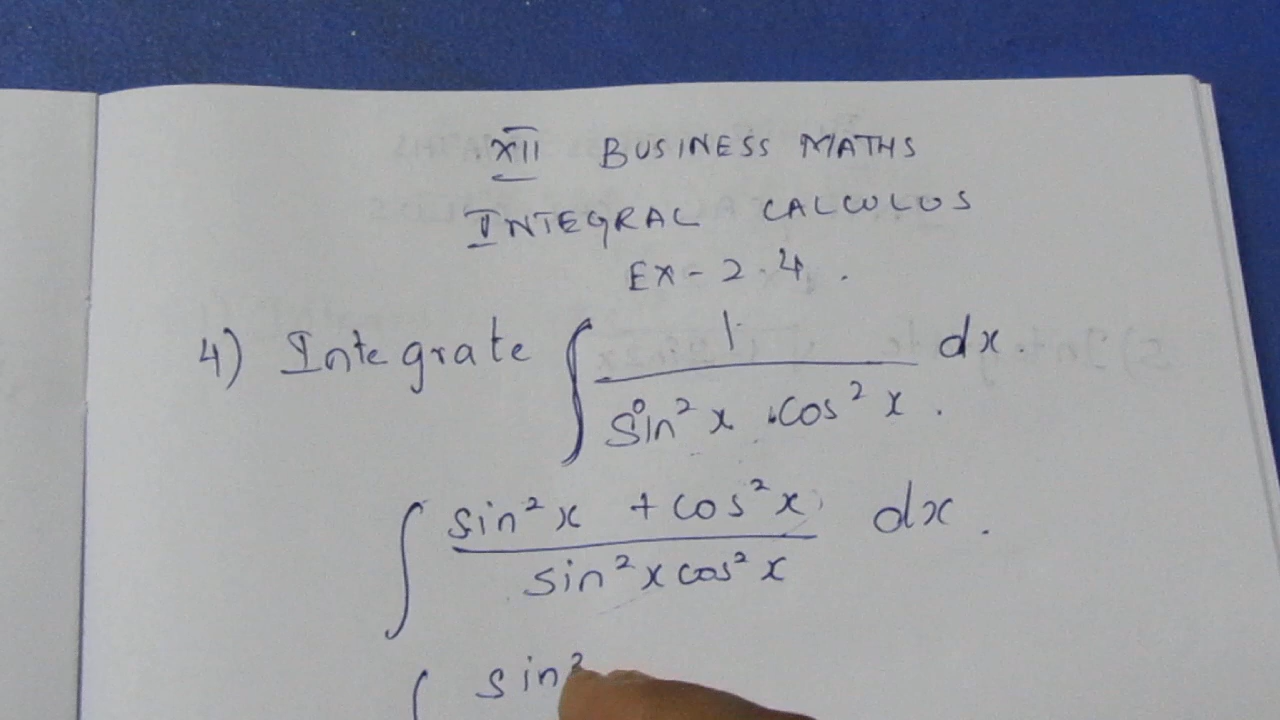 XII BUSINESS MATHS
INTEGRAL CALCULUS
EX - 2.4.
4) Integrate ∫ 1 / sin²x .cos²x . dx.
∫ sin²x + cos²x / sin²x cos²x dx.
∫ sin²